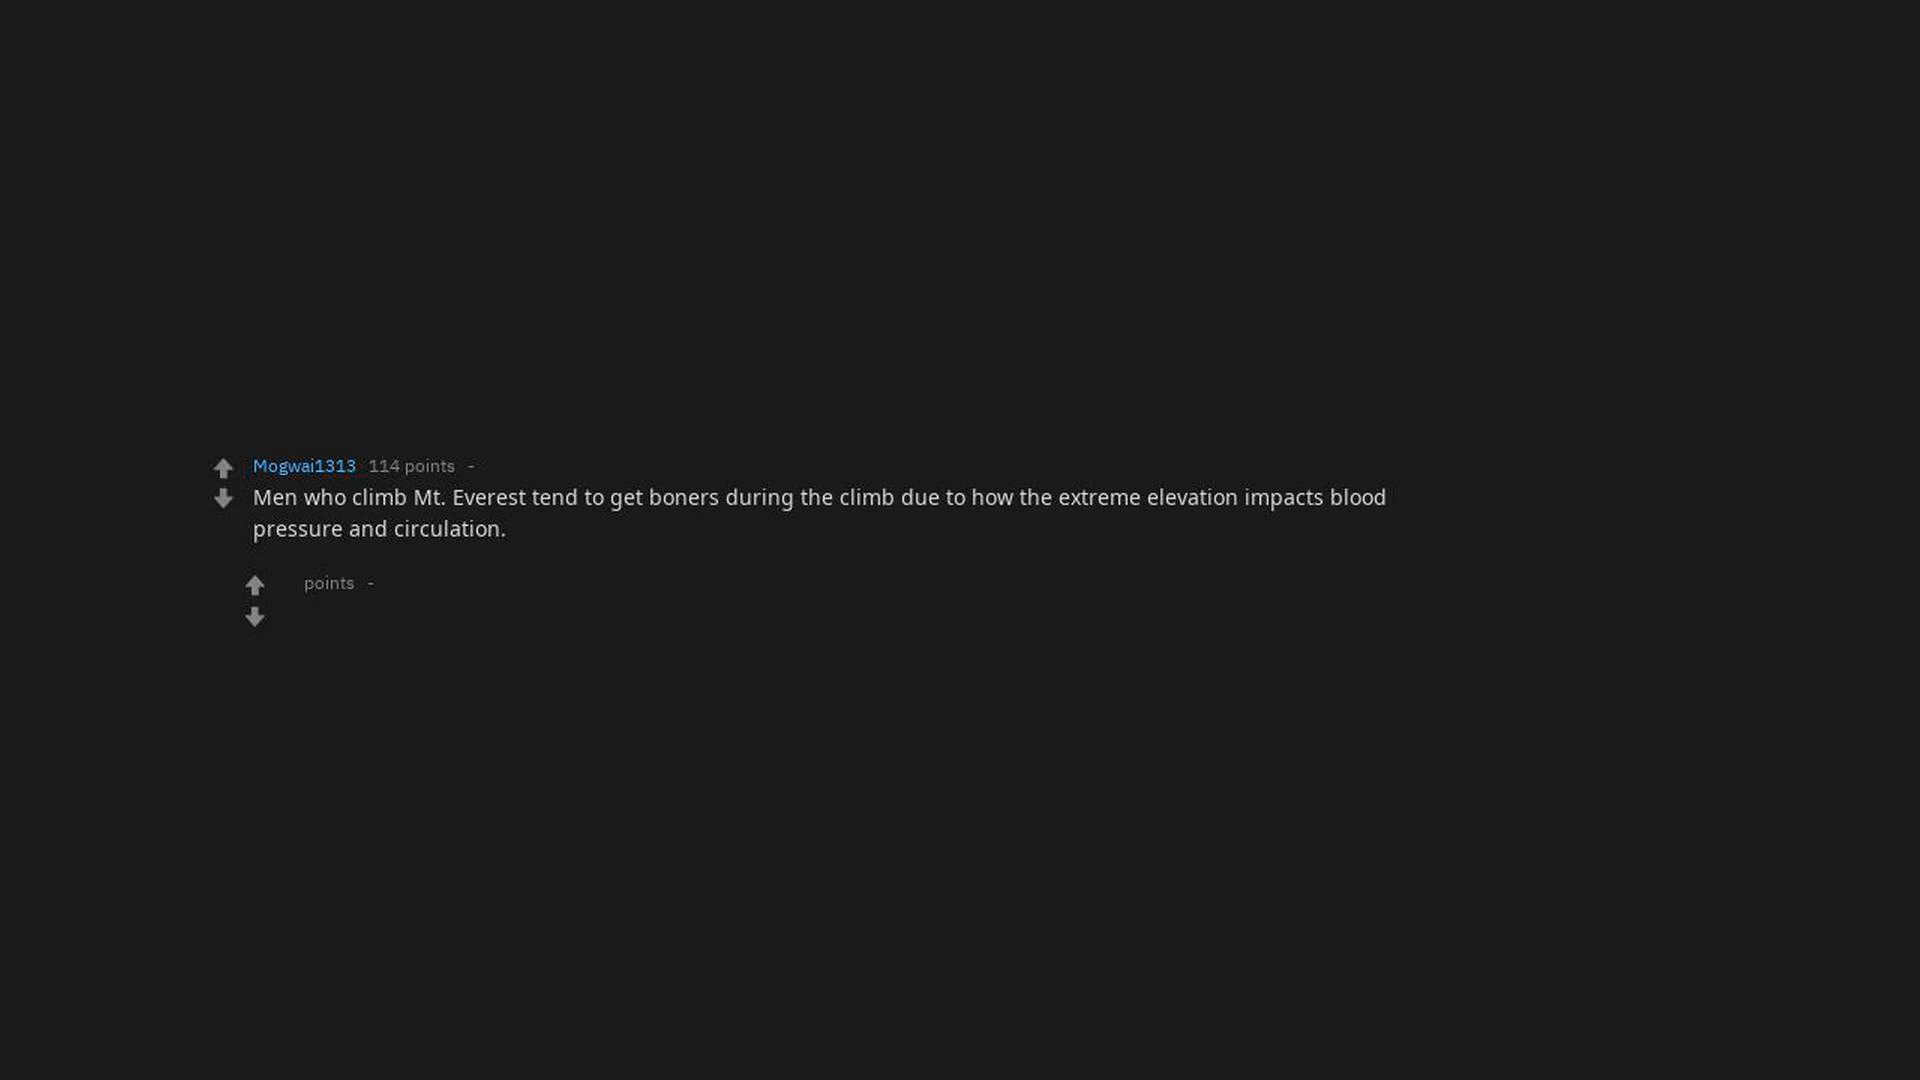 Mogwai1313 114 points -
Men who climb Mt. Everest tend to get boners during the climb due to how the extreme elevation impacts blood
pressure and circulation.
points -